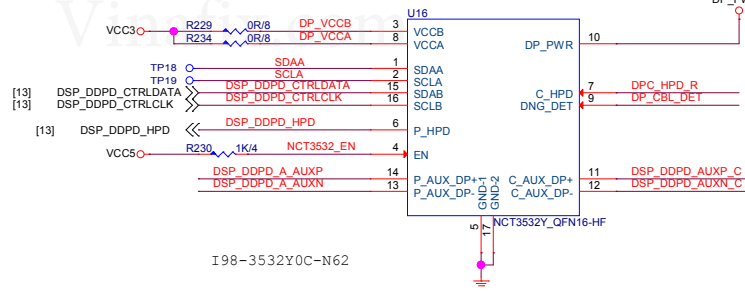 DP_PW
U16
VCC3 R229 0R/8 DP_VCCB 3 VCCB
R234 0R/8 DP_VCCA 8 VCCA DP_PWR 10
TP18 SDAA 1 SDAA
TP19 SCLA 2 SCLA
[13] DSP_DDPD_CTRLDATA DSP_DDPD_CTRLDATA 15 SDAB C_HPD 7 DPC_HPD_R
[13] DSP_DDPD_CTRLCLK DSP_DDPD_CTRLCLK 16 SCLB DNG_DET 9 DP_CBL_DET
[13] DSP_DDPD_HPD DSP_DDPD_HPD 6 P_HPD
VCC5 R230 1K/4 NCT3532_EN 4 EN
DSP_DDPD_A_AUXP 14 P_AUX_DP+ C_AUX_DP+ 11 DSP_DDPD_AUXP_C
DSP_DDPD_A_AUXN 13 P_AUX_DP- C_AUX_DP- 12 DSP_DDPD_AUXN_C
GND-1
GND-2
5
17
NCT3532Y_QFN16-HF
I98-3532Y0C-N62